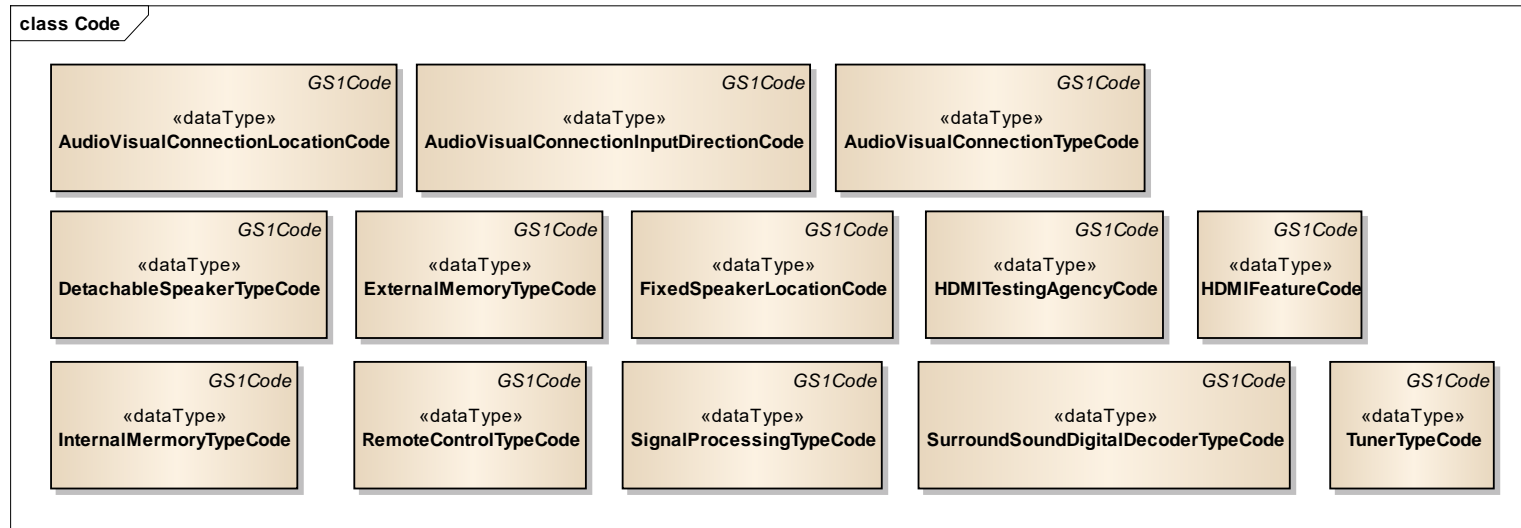 class Code
GS1Code
«dataType»
AudioVisualConnectionLocationCode
GS1Code
«dataType»
AudioVisualConnectionInputDirectionCode
GS1Code
«dataType»
AudioVisualConnectionTypeCode
GS1Code
«dataType»
DetachableSpeakerTypeCode
GS1Code
«dataType»
ExternalMemoryTypeCode
GS1Code
«dataType»
FixedSpeakerLocationCode
GS1Code
«dataType»
HDMITestingAgencyCode
GS1Code
«dataType»
HDMIFeatureCode
GS1Code
«dataType»
InternalMermoryTypeCode
GS1Code
«dataType»
RemoteControlTypeCode
GS1Code
«dataType»
SignalProcessingTypeCode
GS1Code
«dataType»
SurroundSoundDigitalDecoderTypeCode
GS1Code
«dataType»
TunerTypeCode